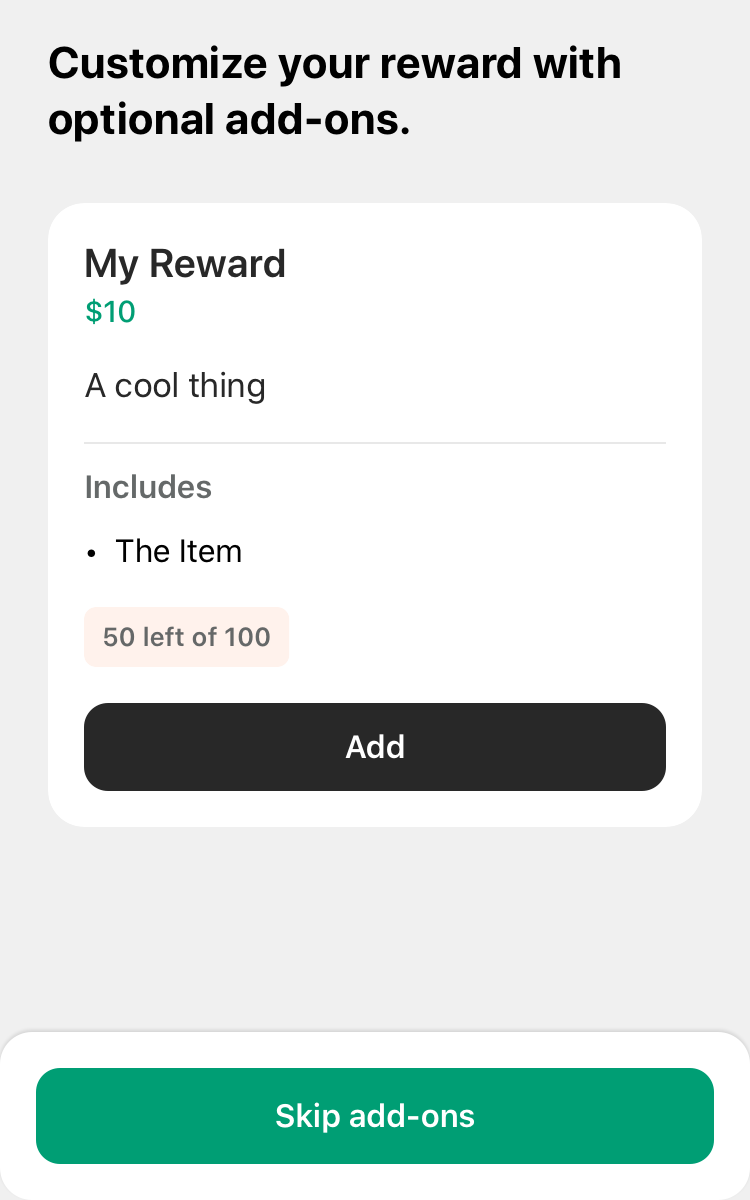 Customize your reward with
optional add-ons.
My Reward
$10
A cool thing
Includes
• The Item
50 left of 100
Add
Skip add-ons